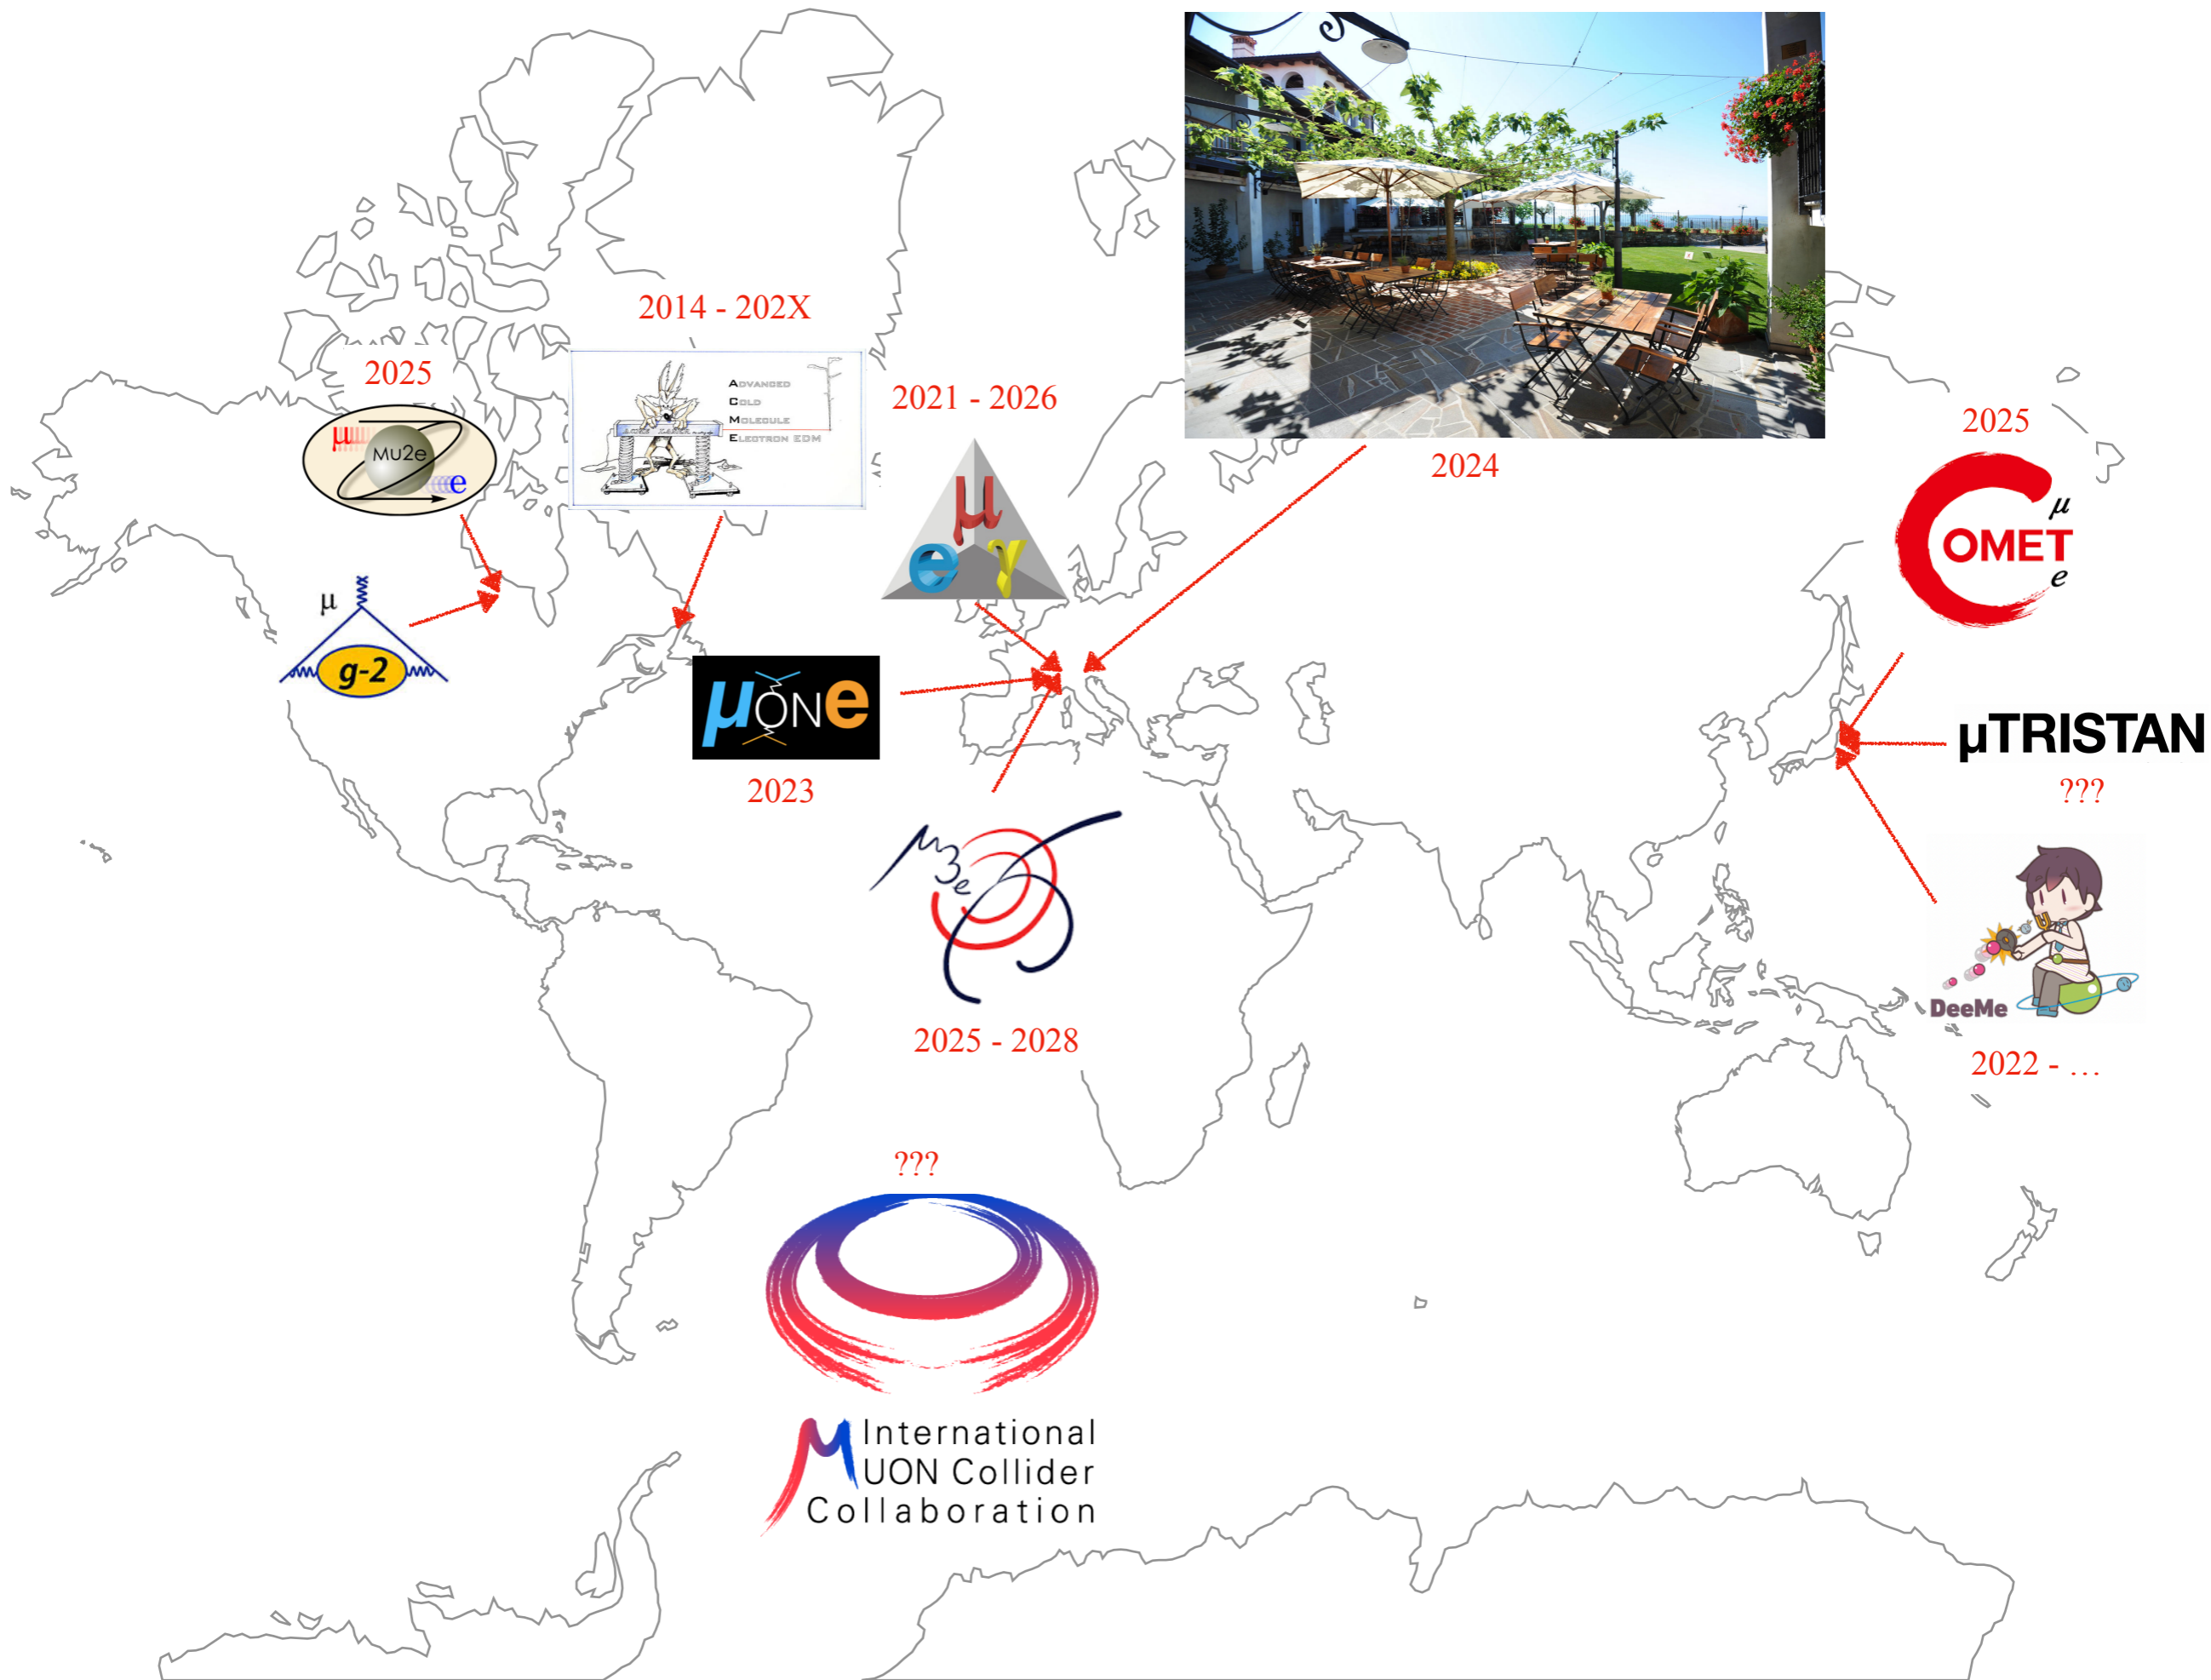 2014 - 202X
2025
ADVANCED
COLD
MOLECULE
ELECTRON EDM
2021 - 2026
2024
2025
μ
Mu2e
e
μ
e γ
μ
OMET
e
μ
g-2
μONe
2023
μTRISTAN
???
μ3e
DeeMe
2025 - 2028
2022 - ...
???
International
MUON Collider
Collaboration